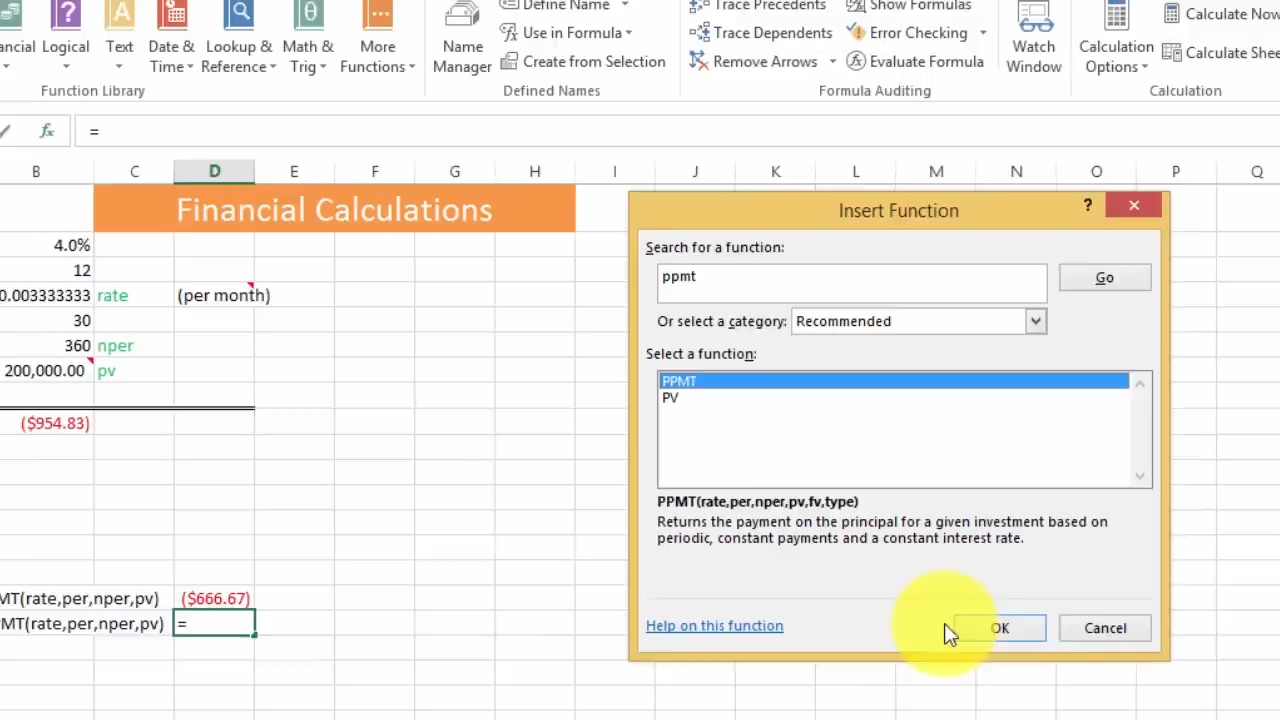 Define Name
Trace Precedents
Show Formulas
Calculate Now
Use in Formula
Trace Dependents
Error Checking
Calculate Shee
Create from Selection
Remove Arrows
Evaluate Formula
ncial
Logical
Text
Date & Time
Lookup & Reference
Math & Trig
More Functions
Name Manager
Watch Window
Calculation Options
Function Library
Defined Names
Formula Auditing
Calculation
fx
=
B C D E F G H I J K L M N O P Q
Financial Calculations
4.0%
12
0.003333333 rate (per month)
30
360 nper
200,000.00 pv
($954.83)
MT(rate,per,nper,pv) ($666.67)
PMT(rate,per,nper,pv) =
Insert Function
?
Search for a function:
ppmt
Go
Or select a category: Recommended
Select a function:
PPMT
PV
PPMT(rate,per,nper,pv,fv,type)
Returns the payment on the principal for a given investment based on
periodic, constant payments and a constant interest rate.
Help on this function
OK
Cancel